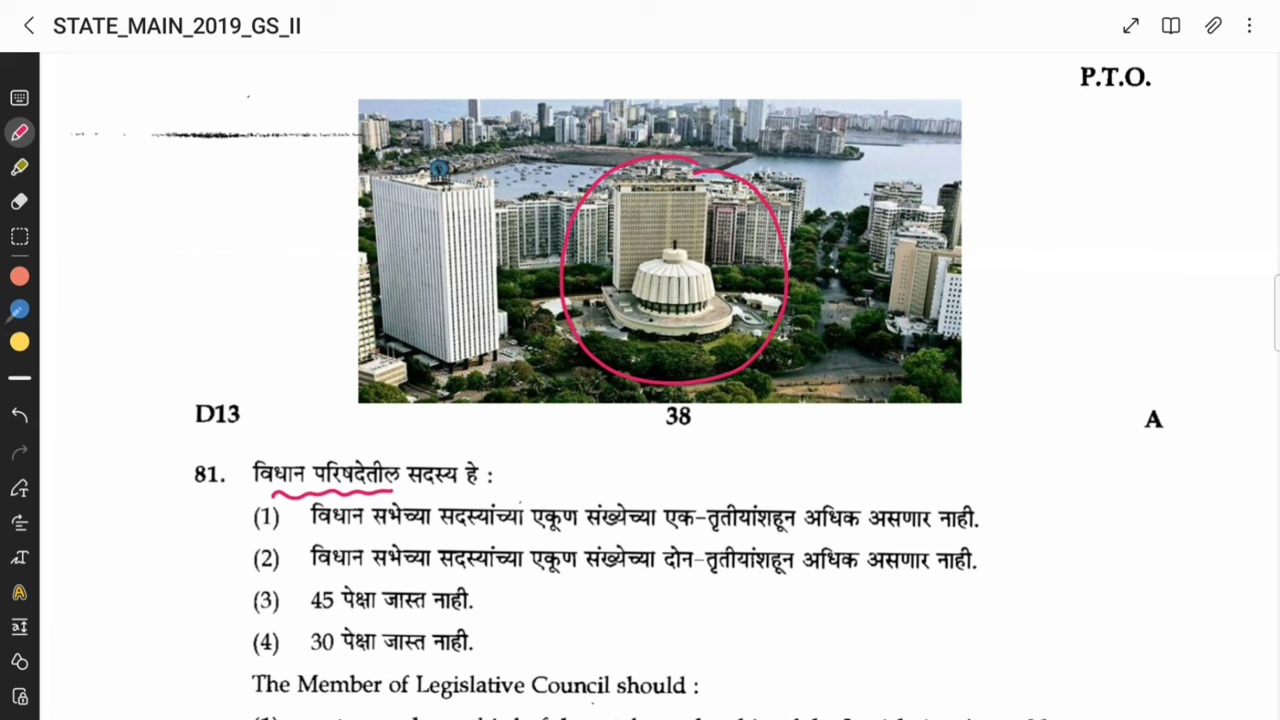 STATE_MAIN_2019_GS_II
P.T.O.
D13 38 A
81. विधान परिषदेतील सदस्य हे :
(1) विधान सभेच्या सदस्यांच्या एकूण संख्येच्या एक-तृतीयांशहून अधिक असणार नाही.
(2) विधान सभेच्या सदस्यांच्या एकूण संख्येच्या दोन-तृतीयांशहून अधिक असणार नाही.
(3) 45 पेक्षा जास्त नाही.
(4) 30 पेक्षा जास्त नाही.
The Member of Legislative Council should :